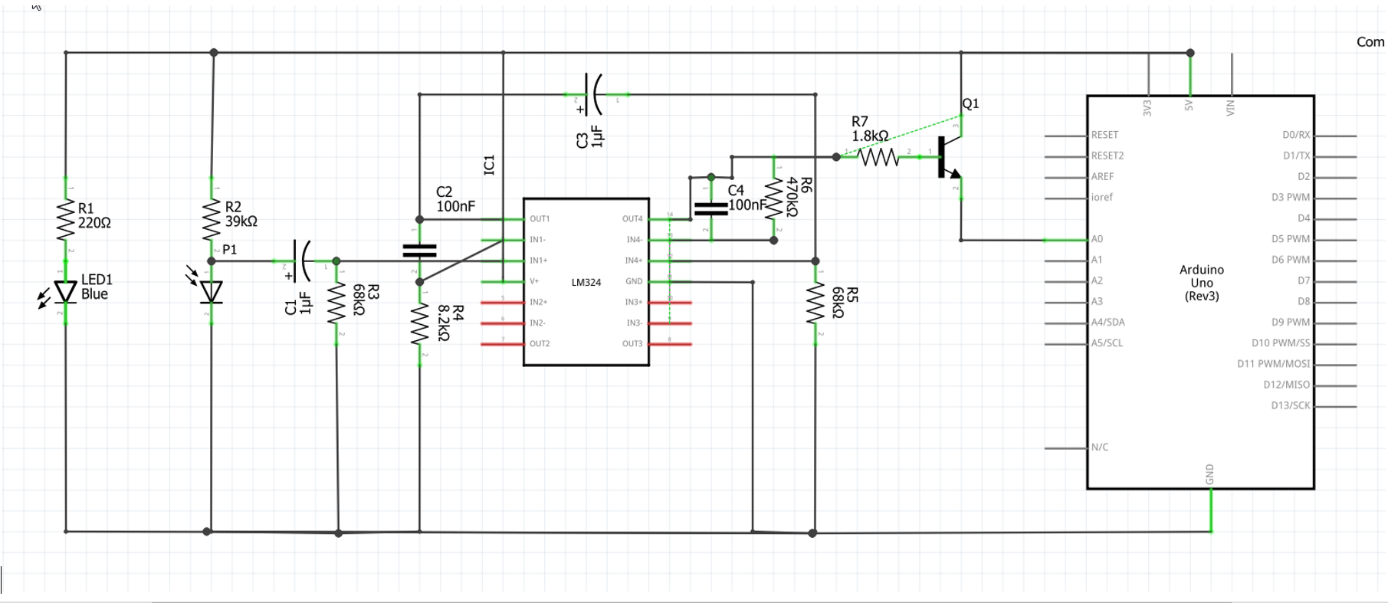 Com
R1
220Ω
LED1
Blue
R2
39kΩ
P1
C1
1µF
R3
68kΩ
C2
100nF
R4
8.2kΩ
IC1
C3
1µF
LM324
OUT1
IN1-
IN1+
V+
IN2+
IN2-
OUT2
OUT4
IN4-
IN4+
GND
IN3+
IN3-
OUT3
C4
100nF
R6
470kΩ
R5
68kΩ
R7
1.8kΩ
Q1
3V3
5V
VIN
RESET
RESET2
AREF
ioref
A0
A1
A2
A3
A4/SDA
A5/SCL
N/C
Arduino
Uno
(Rev3)
D0/RX
D1/TX
D2
D3 PWM
D4
D5 PWM
D6 PWM
D7
D8
D9 PWM
D10 PWM/SS
D11 PWM/MOSI
D12/MISO
D13/SCK
GND